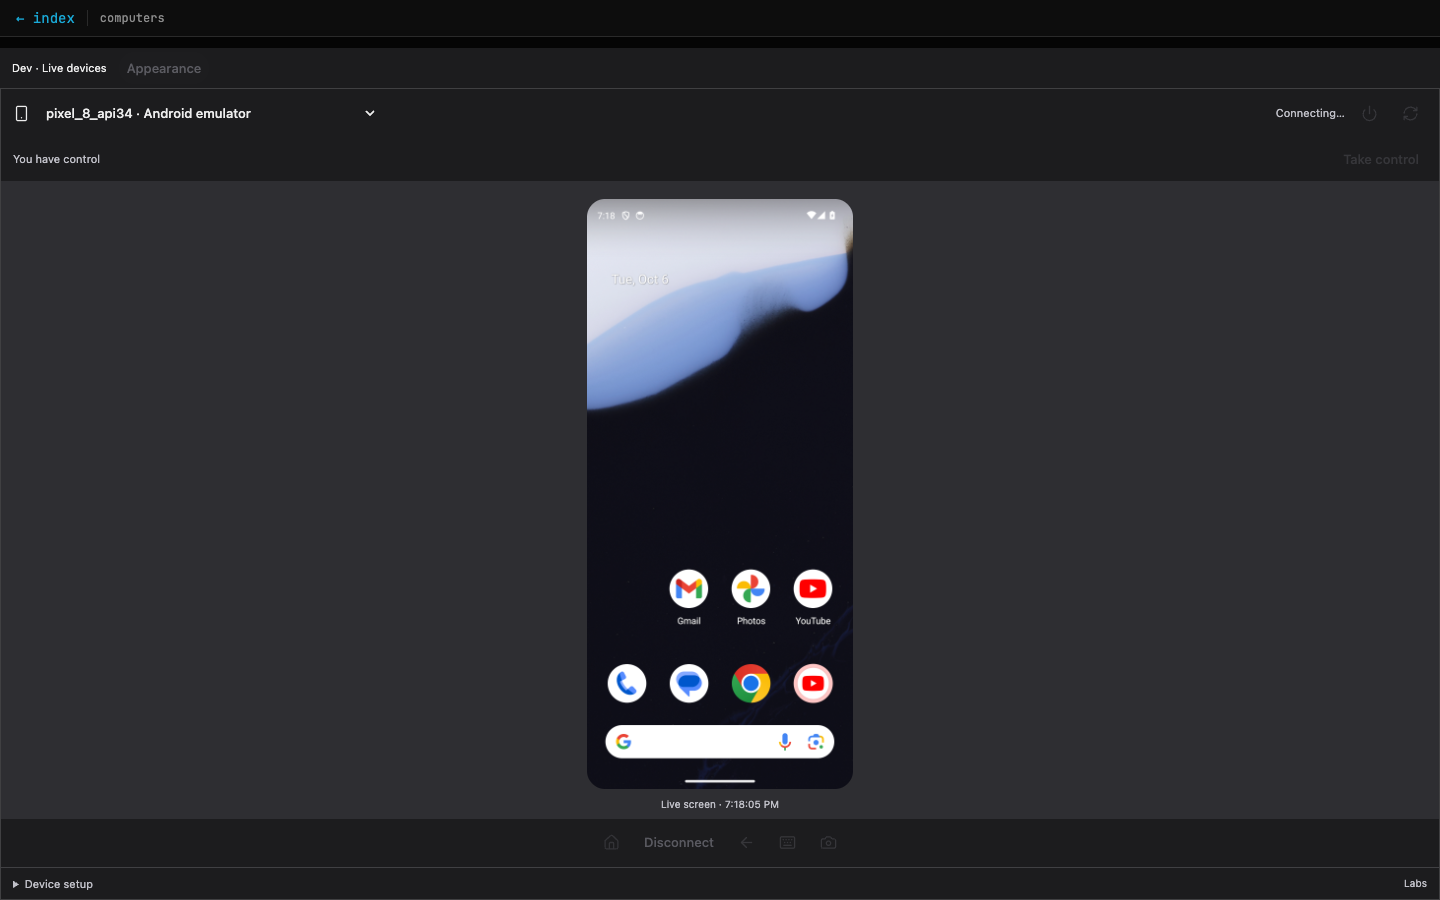 ← index
computers
Dev · Live devices
Appearance
pixel_8_api34 · Android emulator
Connecting...
You have control
Take control
7:18
Tue, Oct 6
Gmail
Photos
YouTube
Live screen · 7:18:05 PM
Disconnect
Device setup
Labs